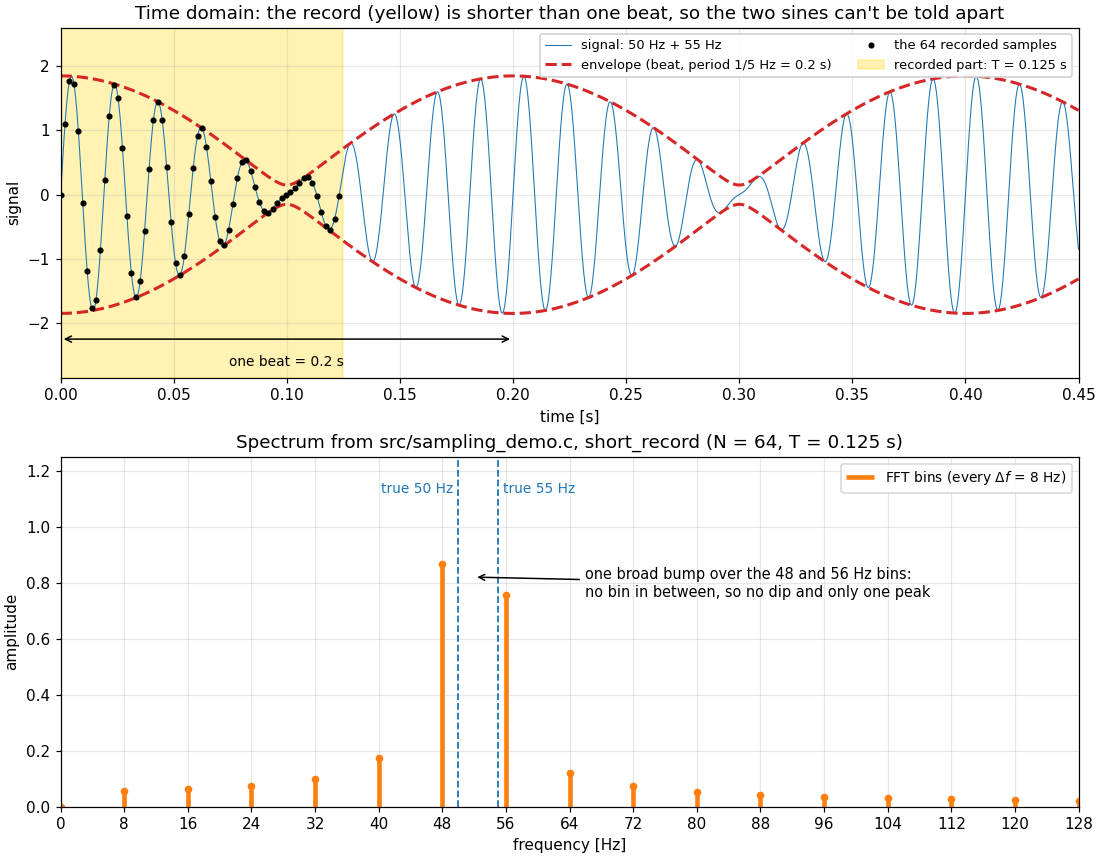 Time domain: the record (yellow) is shorter than one beat, so the two sines can't be told apart
signal: 50 Hz + 55 Hz
envelope (beat, period 1/5 Hz = 0.2 s)
the 64 recorded samples
recorded part: T = 0.125 s
signal
2
1
0
−1
−2
one beat = 0.2 s
0.00 0.05 0.10 0.15 0.20 0.25 0.30 0.35 0.40 0.45
time [s]
Spectrum from src/sampling_demo.c, short_record (N = 64, T = 0.125 s)
FFT bins (every Δf = 8 Hz)
true 50 Hz
true 55 Hz
one broad bump over the 48 and 56 Hz bins:
no bin in between, so no dip and only one peak
amplitude
1.2
1.0
0.8
0.6
0.4
0.2
0.0
0 8 16 24 32 40 48 56 64 72 80 88 96 104 112 120 128
frequency [Hz]